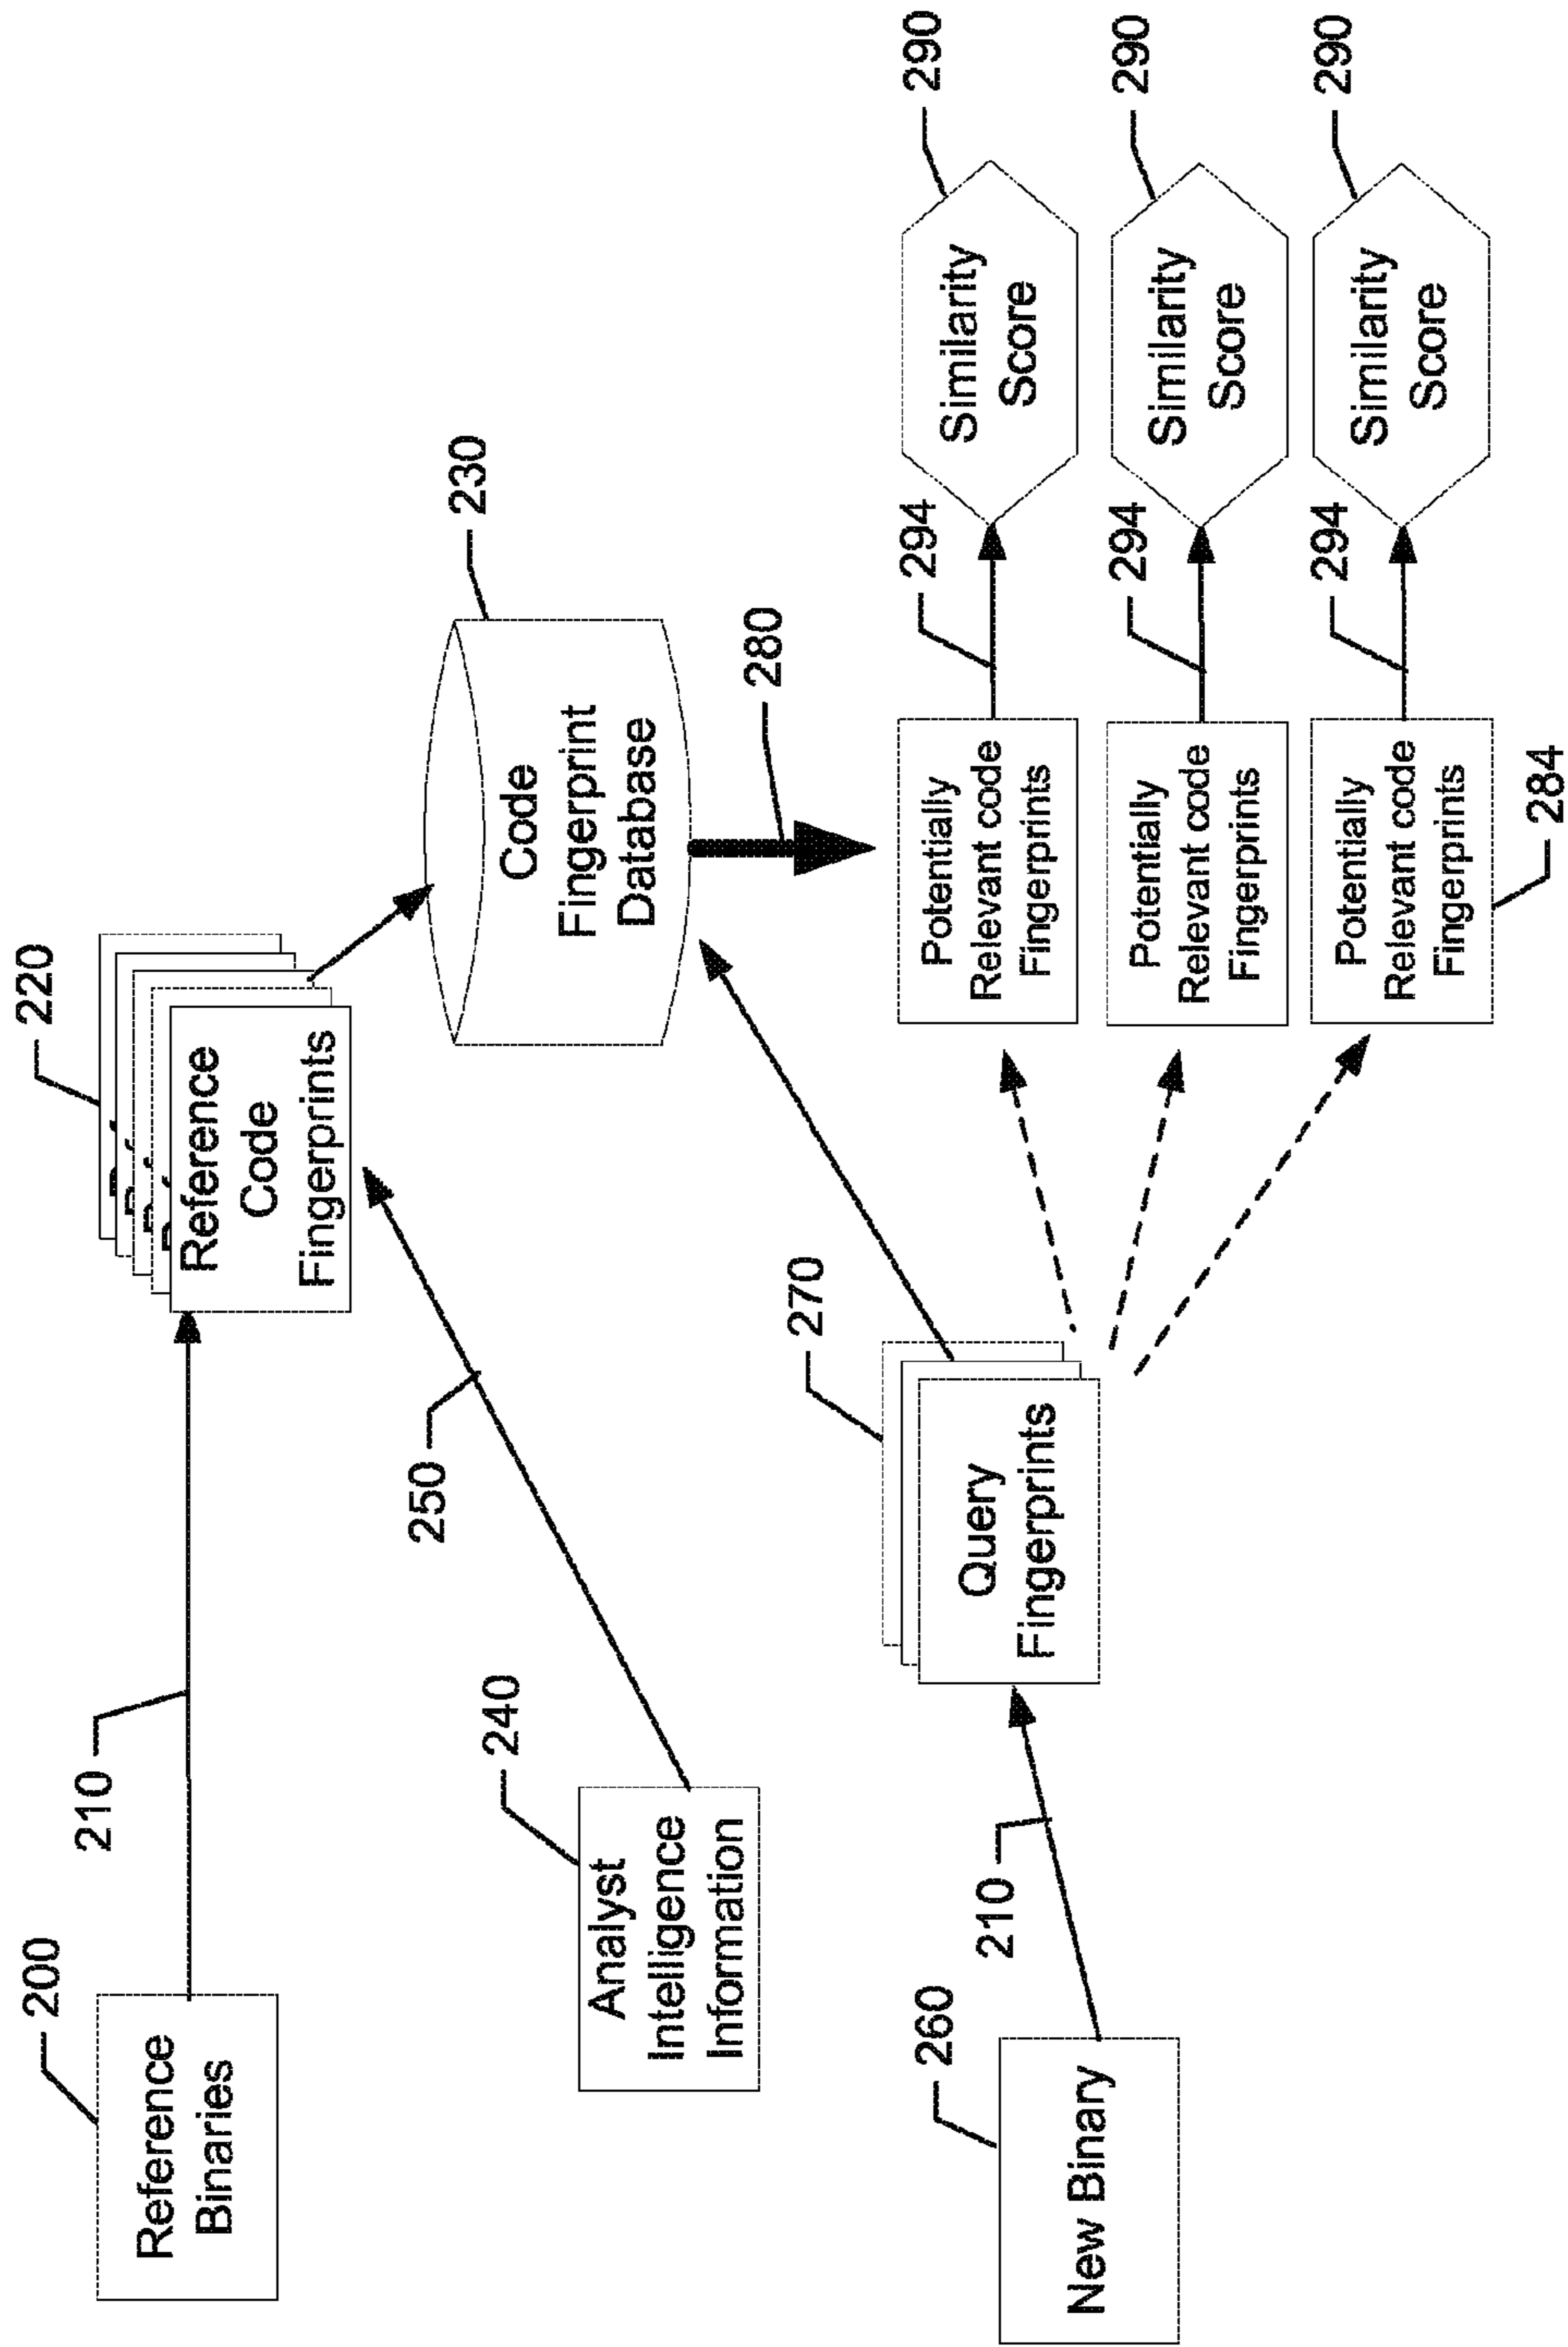 200
Reference
Binaries
210
220
Reference
Code
Fingerprints
240
Analyst
Intelligence
Information
250
230
Code
Fingerprint
Database
260
New Binary
210
270
Query
Fingerprints
280
Potentially
Relevant code
Fingerprints
294
Similarity
Score
290
Potentially
Relevant code
Fingerprints
294
Similarity
Score
290
Potentially
Relevant code
Fingerprints
284
294
Similarity
Score
290